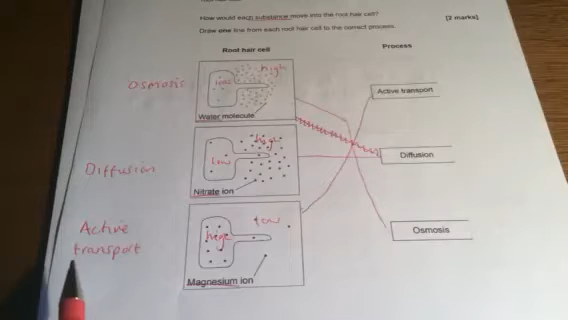 How would each substance move into the root hair cell?
[2 marks]
Draw one line from each root hair cell to the correct process.
Root hair cell
Process
Osmosis
low
high
Water molecule
Active transport
Diffusion
low
high
Nitrate ion
Diffusion
Active
transport
high
low
Magnesium ion
Osmosis